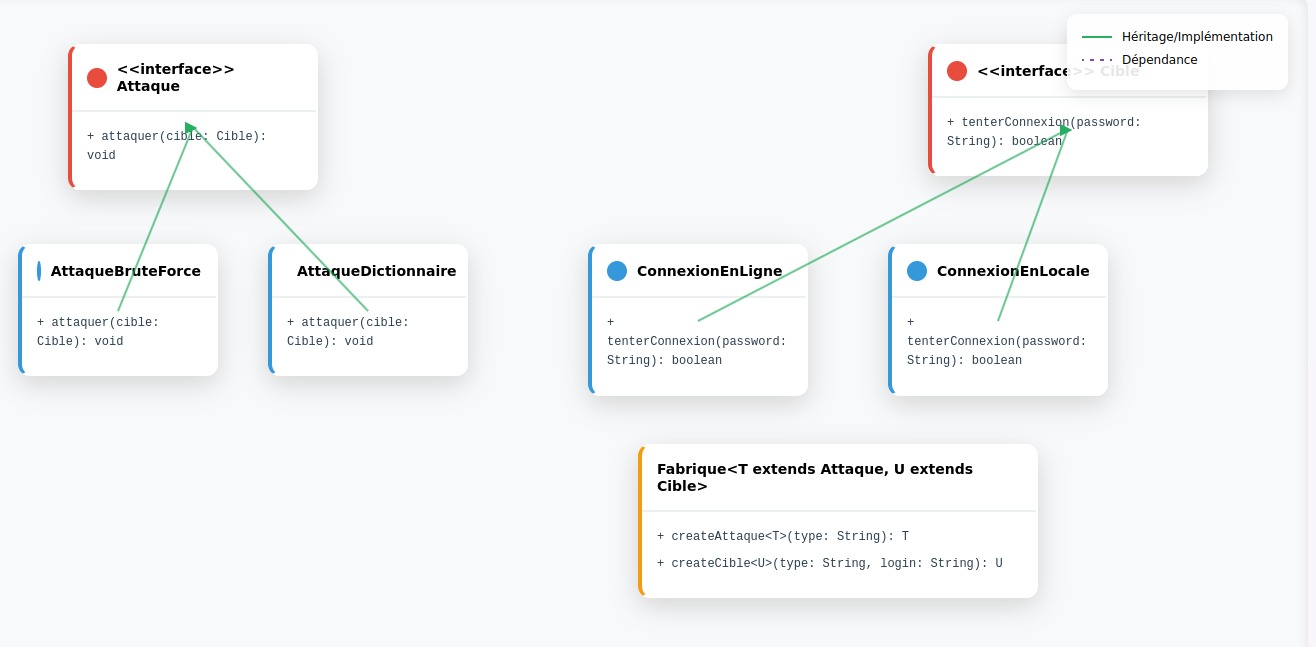 Héritage/Implémentation
Dépendance
<<interface>>
Attaque
+ attaquer(cible: Cible):
void
<<interface>> Cible
+ tenterConnexion(password:
String): boolean
AttaqueBruteForce
+ attaquer(cible:
Cible): void
AttaqueDictionnaire
+ attaquer(cible:
Cible): void
ConnexionEnLigne
+
tenterConnexion(password:
String): boolean
ConnexionEnLocale
+
tenterConnexion(password:
String): boolean
Fabrique<T extends Attaque, U extends
Cible>
+ createAttaque<T>(type: String): T
+ createCible<U>(type: String, login: String): U